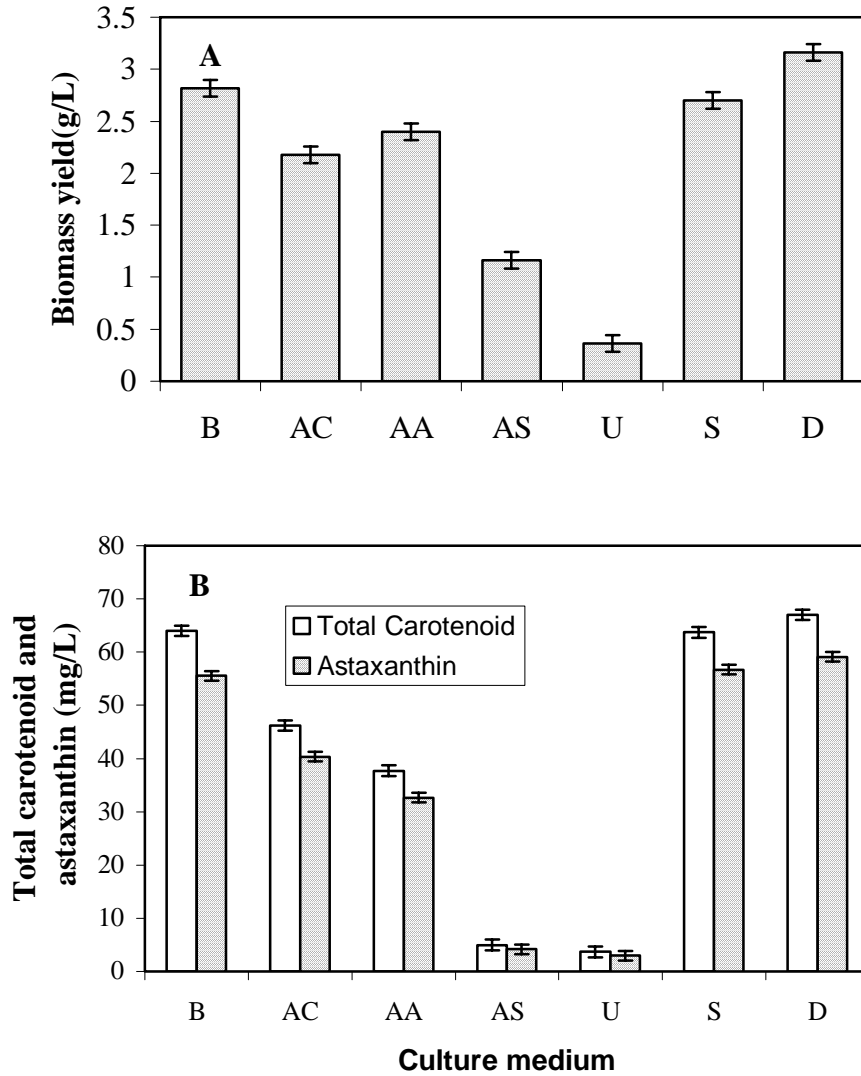 A
Biomass yield(g/L)
3.5
3
2.5
2
1.5
1
0.5
0
B AC AA AS U S D
B
Total carotenoid and
astaxanthin (mg/L)
80
70
60
50
40
30
20
10
0
Total Carotenoid
Astaxanthin
B AC AA AS U S D
Culture medium